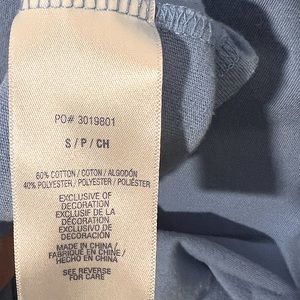 PO# 3019801
S / P / CH
60% COTTON / COTON / ALGODÓN
40% POLYESTER / POLYESTER / POLIÉSTER
EXCLUSIVE OF
DECORATION
EXCLUSIF DE LA
DÉCORATION
EXCLUSIVO DE
DECORACIÓN
MADE IN CHINA /
FABRIQUÉ EN CHINE /
HECHO EN CHINA
SEE REVERSE
FOR CARE